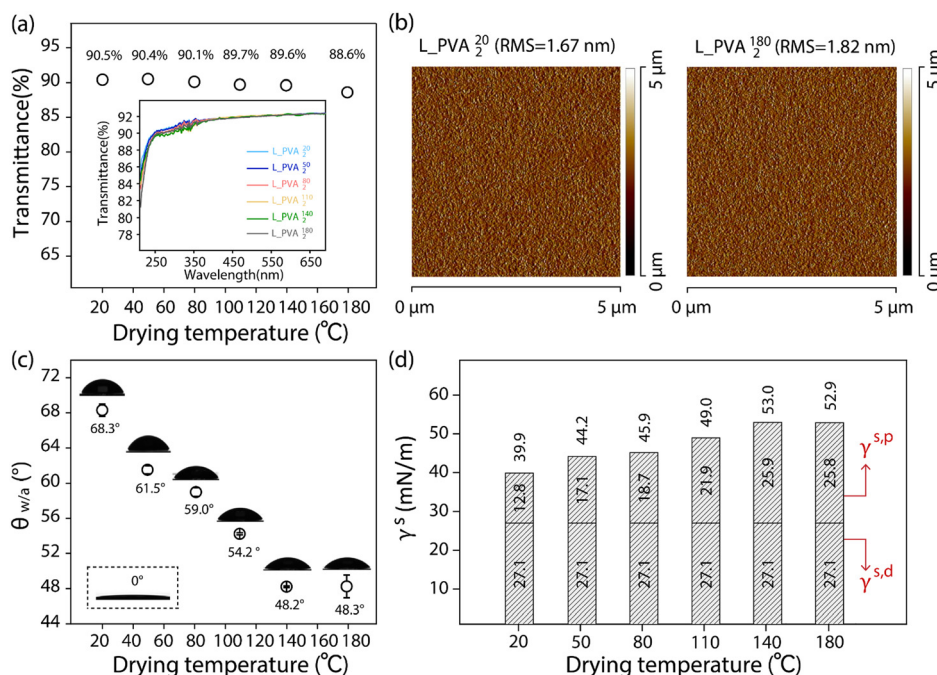 (a)
Transmittance(%)
95
90
85
80
75
70
65
90.5% 90.4% 90.1% 89.7% 89.6% 88.6%
Transmittance(%)
92
90
88
86
84
82
80
78
L_PVA 20 2
L_PVA 50 2
L_PVA 80 2
L_PVA 110 2
L_PVA 140 2
L_PVA 180 2
250 350 450 550 650
Wavelength(nm)
20 40 60 80 100 120 140 160 180
Drying temperature (℃)
(b)
L_PVA 20 2 (RMS=1.67 nm)
5 μm
0 μm
0 μm 5 μm
L_PVA 180 2 (RMS=1.82 nm)
5 μm
0 μm
0 μm 5 μm
(c)
θ w/a (°)
72
68
64
60
56
52
48
44
68.3°
61.5°
59.0°
54.2 °
48.2°
48.3°
0°
20 40 60 80 100 120 140 160 180
Drying temperature (℃)
(d)
γ s (mN/m)
60
50
40
30
20
10
39.9 44.2 45.9 49.0 53.0 52.9
12.8 17.1 18.7 21.9 25.9 25.8
27.1 27.1 27.1 27.1 27.1 27.1
γ s,p
γ s,d
20 50 80 110 140 180
Drying temperature (℃)